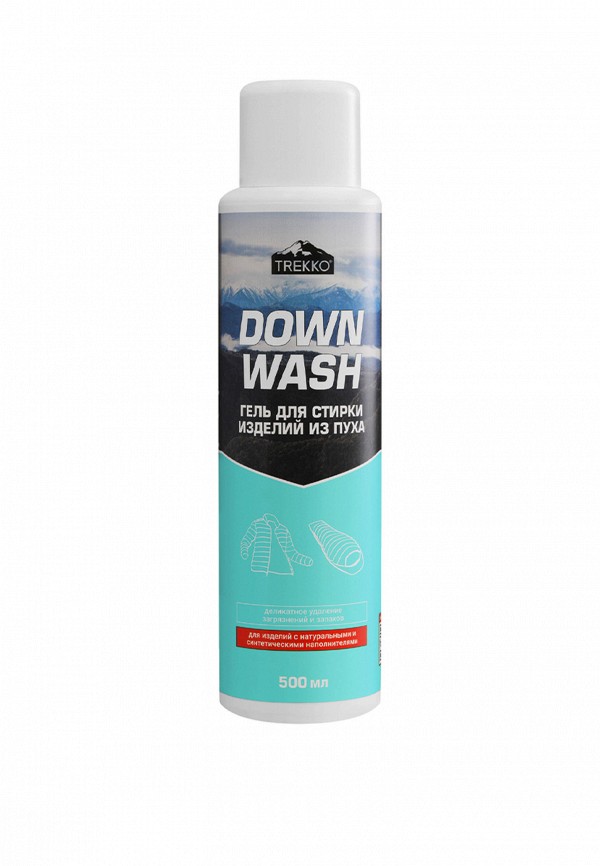 TREKKO
DOWN
WASH
ГЕЛЬ ДЛЯ СТИРКИ
ИЗДЕЛИЙ ИЗ ПУХА
деликатное удаление
загрязнений и запахов
для изделий с натуральными и
синтетическими наполнителями
500 мл